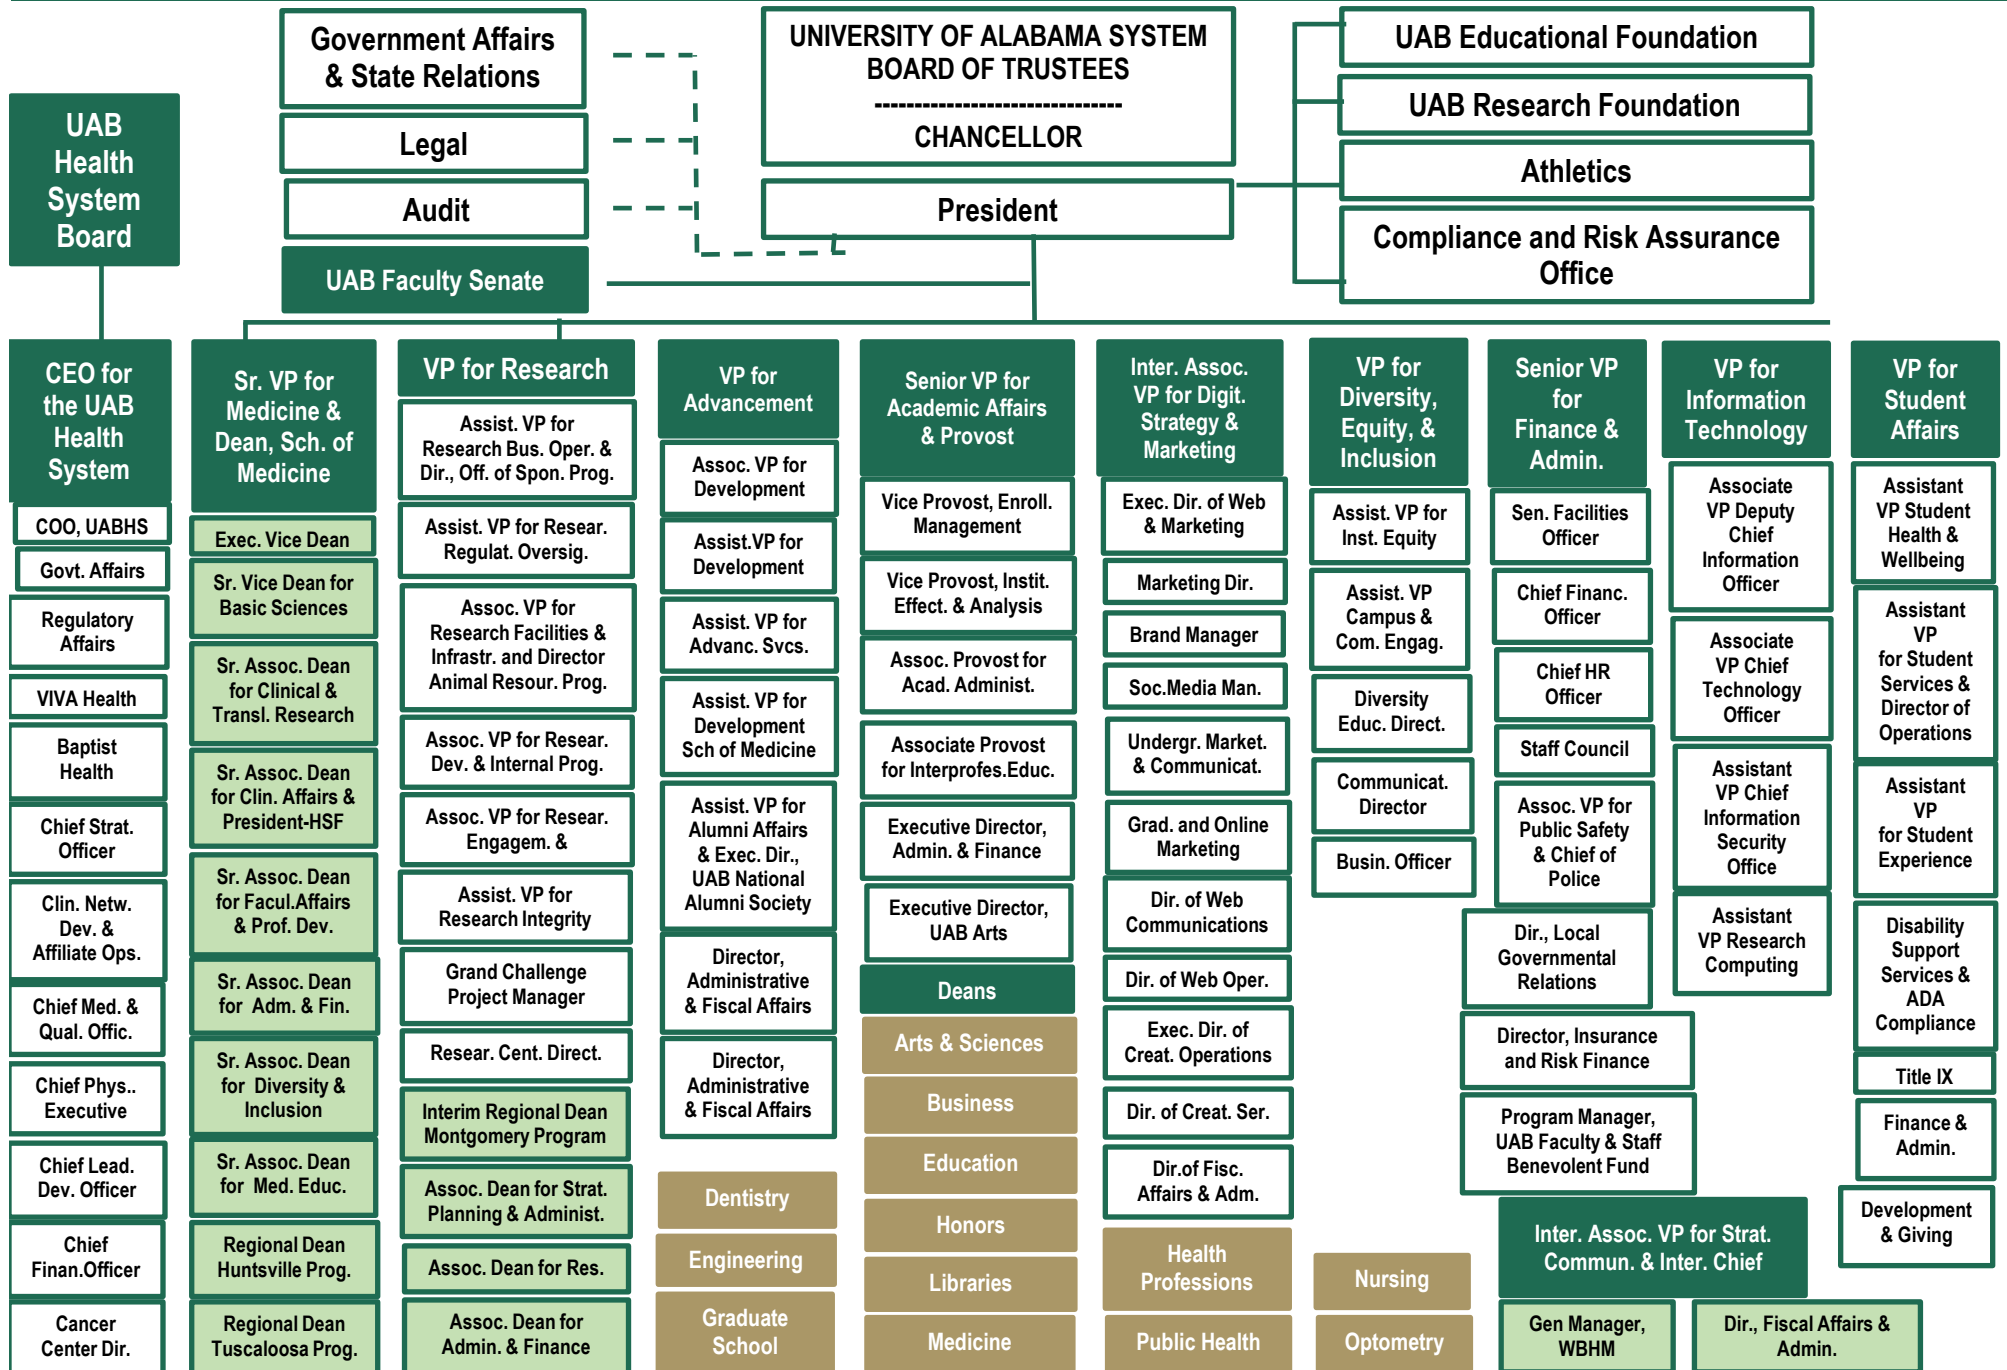 Government Affairs
& State Relations
Legal
Audit
UAB Faculty Senate
UNIVERSITY OF ALABAMA SYSTEM
BOARD OF TRUSTEES
-------------------------------
CHANCELLOR
President
UAB Educational Foundation
UAB Research Foundation
Athletics
Compliance and Risk Assurance
Office
UAB
Health
System
Board
CEO for
the UAB
Health
System
COO, UABHS
Govt. Affairs
Regulatory
Affairs
VIVA Health
Baptist
Health
Chief Strat.
Officer
Clin. Netw.
Dev. &
Affiliate Ops.
Chief Med. &
Qual. Offic.
Chief Phys..
Executive
Chief Lead.
Dev. Officer
Chief
Finan.Officer
Cancer
Center Dir.
Sr. VP for
Medicine &
Dean, Sch. of
Medicine
Exec. Vice Dean
Sr. Vice Dean for
Basic Sciences
Sr. Assoc. Dean
for Clinical &
Transl. Research
Sr. Assoc. Dean
for Clin. Affairs &
President-HSF
Sr. Assoc. Dean
for Facul.Affairs
& Prof. Dev.
Sr. Assoc. Dean
for Adm. & Fin.
Sr. Assoc. Dean
for Diversity &
Inclusion
Sr. Assoc. Dean
for Med. Educ.
Regional Dean
Huntsville Prog.
Regional Dean
Tuscaloosa Prog.
VP for Research
Assist. VP for
Research Bus. Oper. &
Dir., Off. of Spon. Prog.
Assist. VP for Resear.
Regulat. Oversig.
Assoc. VP for
Research Facilities &
Infrastr. and Director
Animal Resour. Prog.
Assoc. VP for Resear.
Dev. & Internal Prog.
Assoc. VP for Resear.
Engagem. &
Assist. VP for
Research Integrity
Grand Challenge
Project Manager
Resear. Cent. Direct.
Interim Regional Dean
Montgomery Program
Assoc. Dean for Strat.
Planning & Administ.
Assoc. Dean for Res.
Assoc. Dean for
Admin. & Finance
VP for
Advancement
Assoc. VP for
Development
Assist.VP for
Development
Assist. VP for
Advanc. Svcs.
Assist. VP for
Development
Sch of Medicine
Assist. VP for
Alumni Affairs
& Exec. Dir.,
UAB National
Alumni Society
Director,
Administrative
& Fiscal Affairs
Director,
Administrative
& Fiscal Affairs
Dentistry
Engineering
Graduate
School
Senior VP for
Academic Affairs
& Provost
Vice Provost, Enroll.
Management
Vice Provost, Instit.
Effect. & Analysis
Assoc. Provost for
Acad. Administ.
Associate Provost
for Interprofes.Educ.
Executive Director,
Admin. & Finance
Executive Director,
UAB Arts
Deans
Arts & Sciences
Business
Education
Honors
Libraries
Medicine
Inter. Assoc.
VP for Digit.
Strategy &
Marketing
Exec. Dir. of Web
& Marketing
Marketing Dir.
Brand Manager
Soc.Media Man.
Undergr. Market.
& Communicat.
Grad. and Online
Marketing
Dir. of Web
Communications
Dir. of Web Oper.
Exec. Dir. of
Creat. Operations
Dir. of Creat. Ser.
Dir.of Fisc.
Affairs & Adm.
Health
Professions
Public Health
VP for
Diversity,
Equity, &
Inclusion
Assist. VP for
Inst. Equity
Assist. VP
Campus &
Com. Engag.
Diversity
Educ. Direct.
Communicat.
Director
Busin. Officer
Nursing
Optometry
Senior VP
for
Finance &
Admin.
Sen. Facilities
Officer
Chief Financ.
Officer
Chief HR
Officer
Staff Council
Assoc. VP for
Public Safety
& Chief of
Police
Dir., Local
Governmental
Relations
Director, Insurance
and Risk Finance
Program Manager,
UAB Faculty & Staff
Benevolent Fund
Inter. Assoc. VP for Strat.
Commun. & Inter. Chief
Gen Manager,
WBHM
Dir., Fiscal Affairs &
Admin.
VP for
Information
Technology
Associate
VP Deputy
Chief
Information
Officer
Associate
VP Chief
Technology
Officer
Assistant
VP Chief
Information
Security
Office
Assistant
VP Research
Computing
VP for
Student
Affairs
Assistant
VP Student
Health &
Wellbeing
Assistant
VP
for Student
Services &
Director of
Operations
Assistant
VP
for Student
Experience
Disability
Support
Services &
ADA
Compliance
Title IX
Finance &
Admin.
Development
& Giving